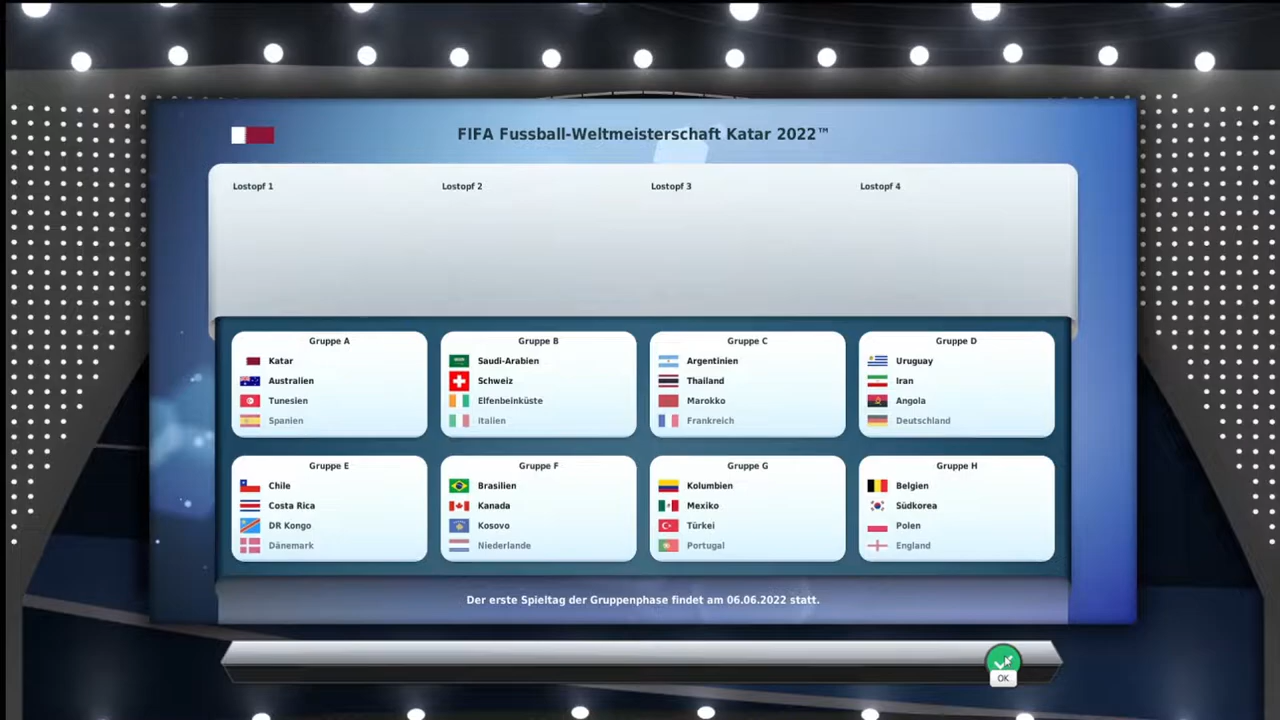 FIFA Fussball-Weltmeisterschaft Katar 2022™
Lostopf 1
Lostopf 2
Lostopf 3
Lostopf 4
Gruppe A
Katar
Australien
Tunesien
Spanien
Gruppe B
Saudi-Arabien
Schweiz
Elfenbeinküste
Italien
Gruppe C
Argentinien
Thailand
Marokko
Frankreich
Gruppe D
Uruguay
Iran
Angola
Deutschland
Gruppe E
Chile
Costa Rica
DR Kongo
Dänemark
Gruppe F
Brasilien
Kanada
Kosovo
Niederlande
Gruppe G
Kolumbien
Mexiko
Türkei
Portugal
Gruppe H
Belgien
Südkorea
Polen
England
Der erste Spieltag der Gruppenphase findet am 06.06.2022 statt.
OK